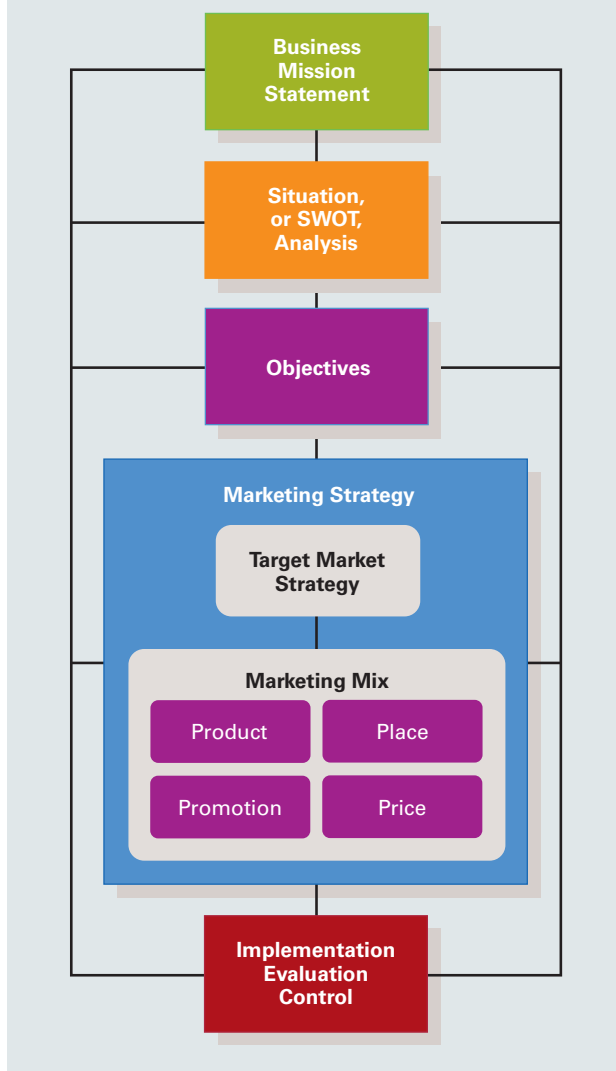 Business
Mission
Statement
Situation,
or SWOT,
Analysis
Objectives
Marketing Strategy
Target Market
Strategy
Marketing Mix
Product
Place
Promotion
Price
Implementation
Evaluation
Control